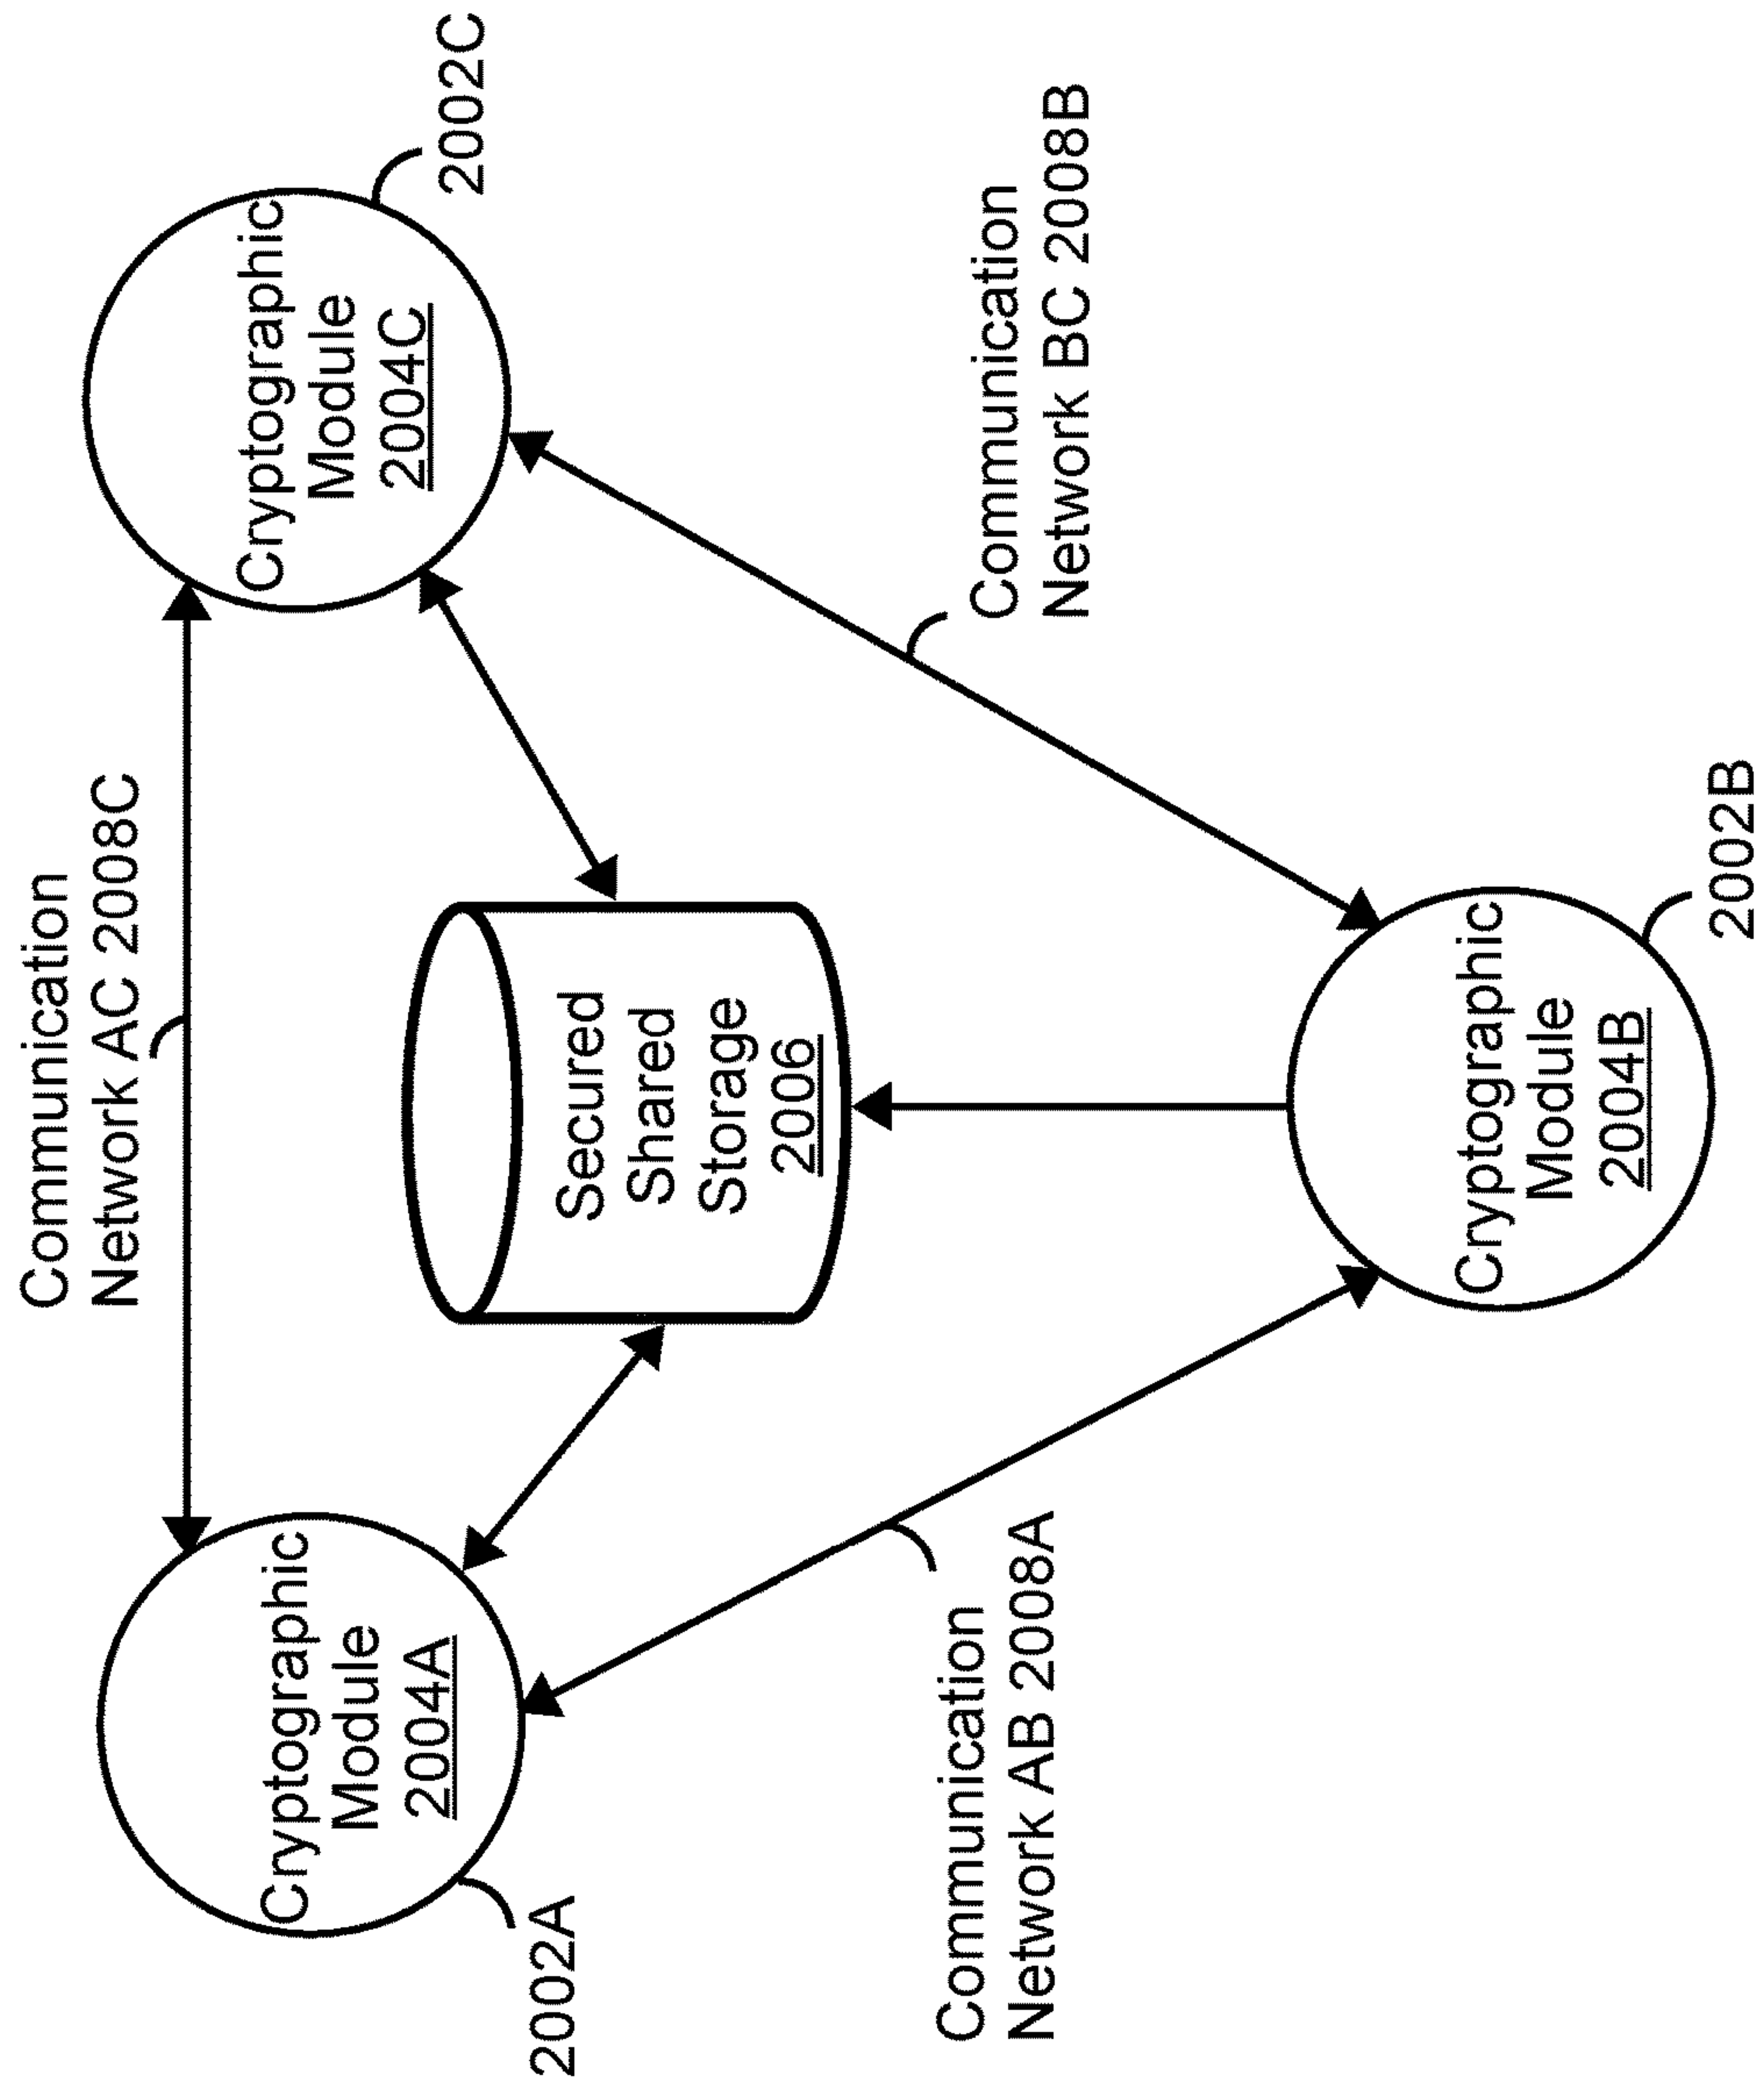 Communication
Network AC 2008C
Cryptographic
Module
2004A
2002A
Cryptographic
Module
2004C
2002C
Secured
Shared
Storage
2006
Communication
Network AB 2008A
Communication
Network BC 2008B
Cryptographic
Module
2004B
2002B